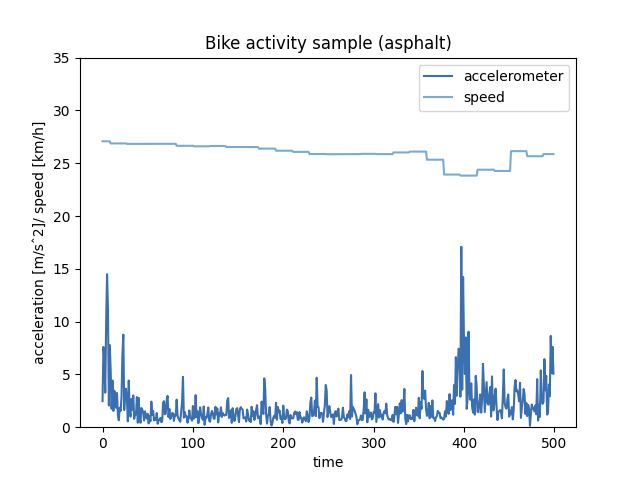 Bike activity sample (asphalt)
accelerometer
speed
35
30
25
20
15
10
5
0
acceleration [m/sˆ2]/ speed [km/h]
0 100 200 300 400 500
time